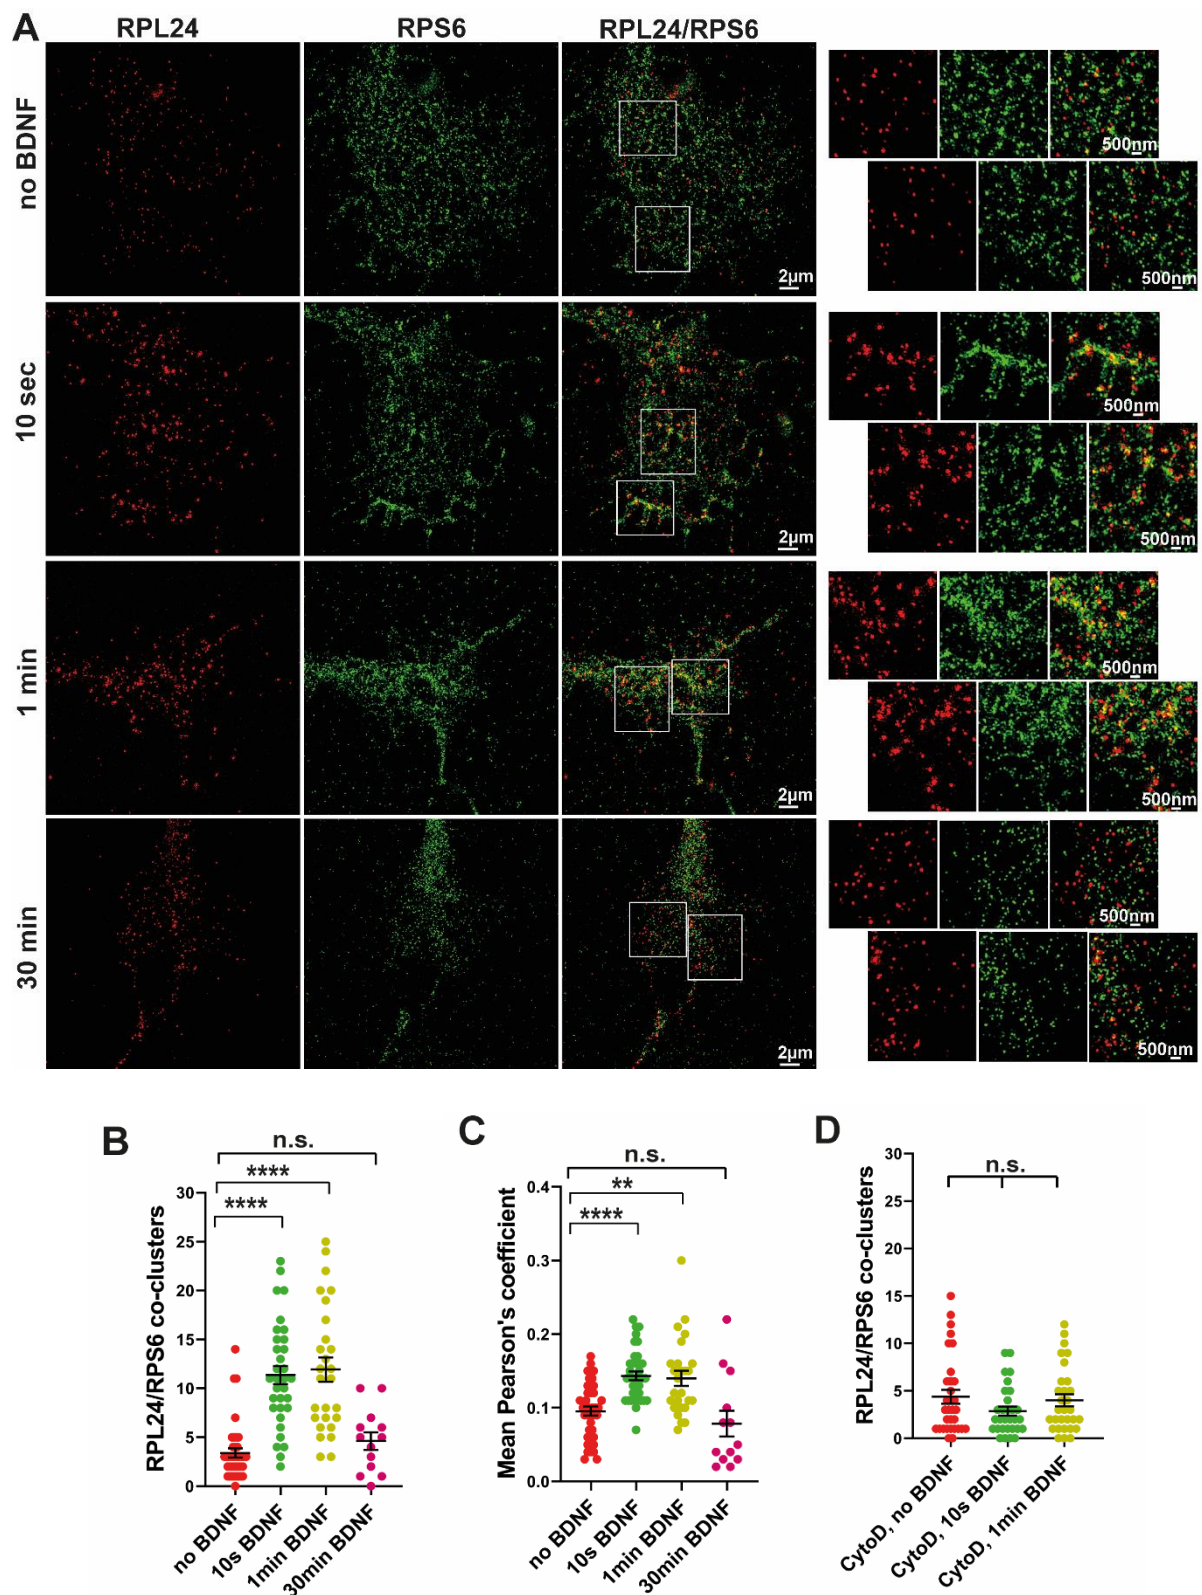 A
RPL24 RPS6 RPL24/RPS6
no BDNF
2µm
500nm
500nm
10 sec
2µm
500nm
500nm
1 min
2µm
500nm
500nm
30 min
2µm
500nm
500nm
B
n.s.
****
****
RPL24/RPS6 co-clusters
30
25
20
15
10
5
0
no BDNF
10s BDNF
1min BDNF
30min BDNF
C
n.s.
**
****
Mean Pearson's coefficient
0.4
0.3
0.2
0.1
0.0
no BDNF
10s BDNF
1min BDNF
30min BDNF
D
n.s.
RPL24/RPS6 co-clusters
30
25
20
15
10
5
0
CytoD, no BDNF
CytoD, 10s BDNF
CytoD, 1min BDNF